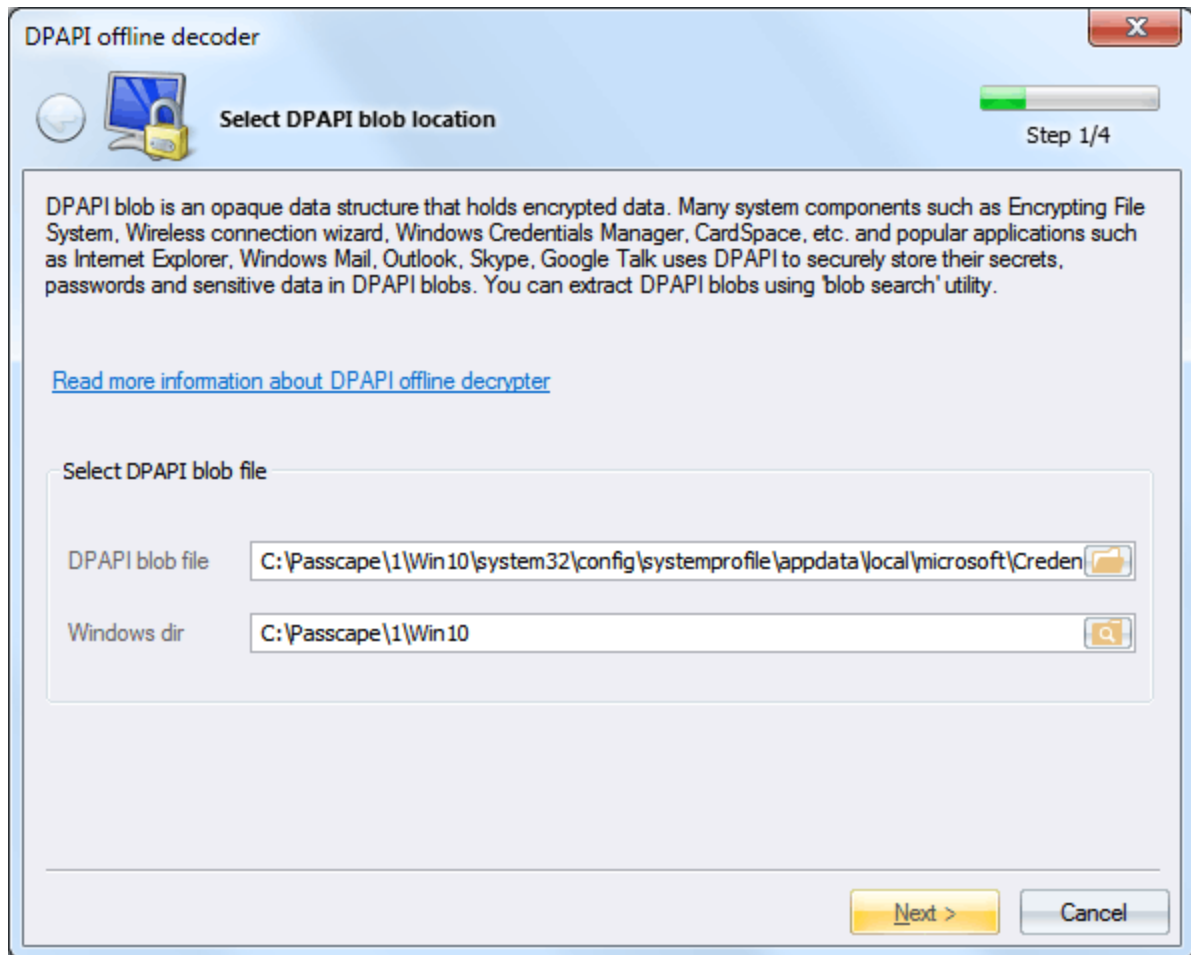 DPAPI offline decoder
Select DPAPI blob location
Step 1/4
DPAPI blob is an opaque data structure that holds encrypted data. Many system components such as Encrypting File
System, Wireless connection wizard, Windows Credentials Manager, CardSpace, etc. and popular applications such
as Internet Explorer, Windows Mail, Outlook, Skype, Google Talk uses DPAPI to securely store their secrets,
passwords and sensitive data in DPAPI blobs. You can extract DPAPI blobs using 'blob search' utility.
Read more information about DPAPI offline decrypter
Select DPAPI blob file
DPAPI blob file C:\Passcape\1\Win10\system32\config\systemprofile\appdata\local\microsoft\Creden
Windows dir C:\Passcape\1\Win10
Next > Cancel